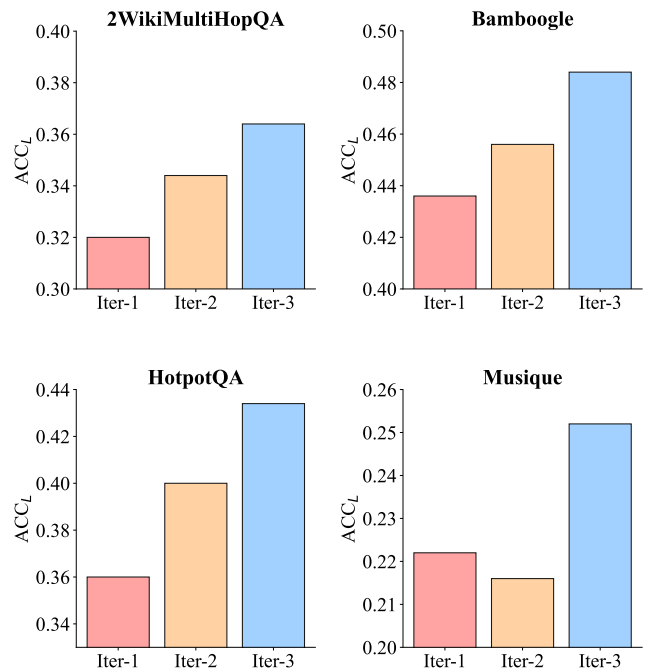 2WikiMultiHopQA
0.40
0.38
0.36
0.34
0.32
0.30
ACC_L
Iter-1 Iter-2 Iter-3
Bamboogle
0.50
0.48
0.46
0.44
0.42
0.40
ACC_L
Iter-1 Iter-2 Iter-3
HotpotQA
0.44
0.42
0.40
0.38
0.36
0.34
ACC_L
Iter-1 Iter-2 Iter-3
Musique
0.26
0.25
0.24
0.23
0.22
0.21
0.20
ACC_L
Iter-1 Iter-2 Iter-3